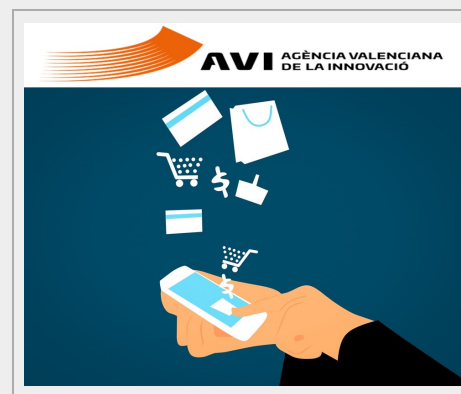 AVI AGÈNCIA VALENCIANA
DE LA INNOVACIÓ
$
$